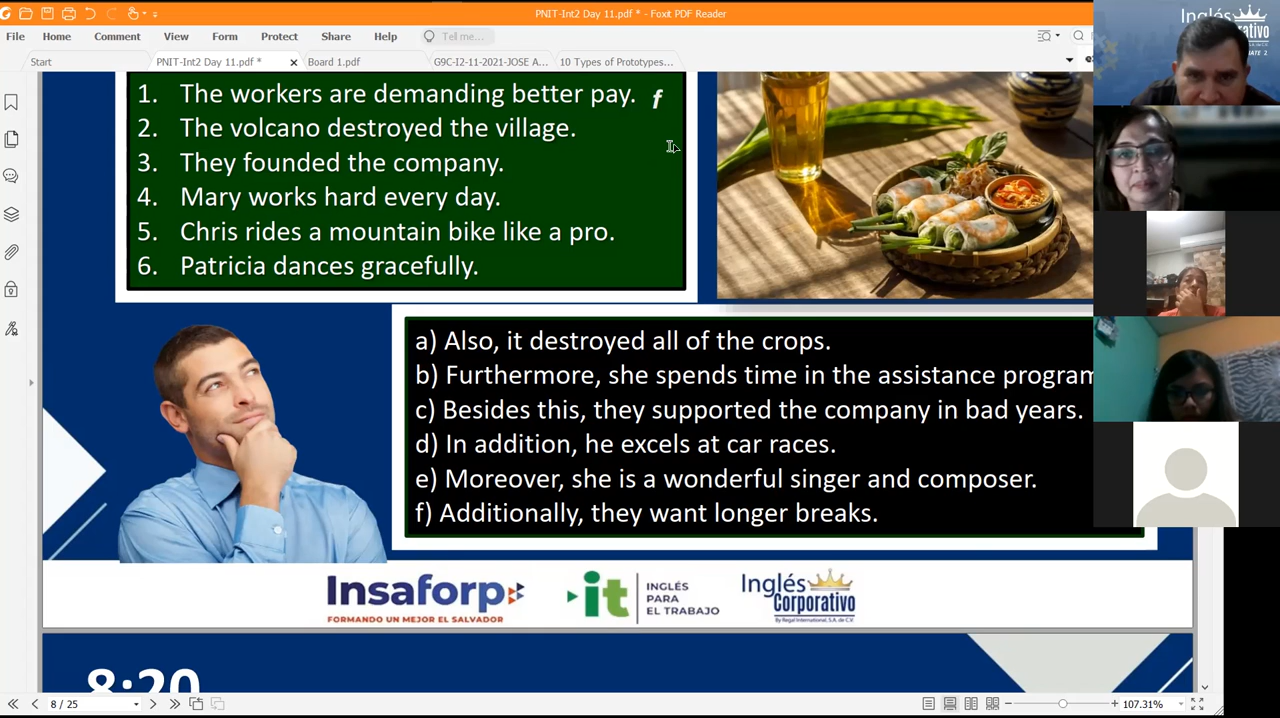 PNIT-Int2 Day 11.pdf * - Foxit PDF Reader
File Home Comment View Form Protect Share Help Tell me...
Start PNIT-Int2 Day 11.pdf * Board 1.pdf G9C-I2-11-2021-JOSE A... 10 Types of Prototypes...
1. The workers are demanding better pay. f
2. The volcano destroyed the village.
3. They founded the company.
4. Mary works hard every day.
5. Chris rides a mountain bike like a pro.
6. Patricia dances gracefully.
a) Also, it destroyed all of the crops.
b) Furthermore, she spends time in the assistance program
c) Besides this, they supported the company in bad years.
d) In addition, he excels at car races.
e) Moreover, she is a wonderful singer and composer.
f) Additionally, they want longer breaks.
Insaforp
FORMANDO UN MEJOR EL SALVADOR
it
INGLÉS
PARA
EL TRABAJO
Inglés
Corporativo
By Regal International, S.A. de C.V.
8:20
8 / 25
107.31%
Inglés